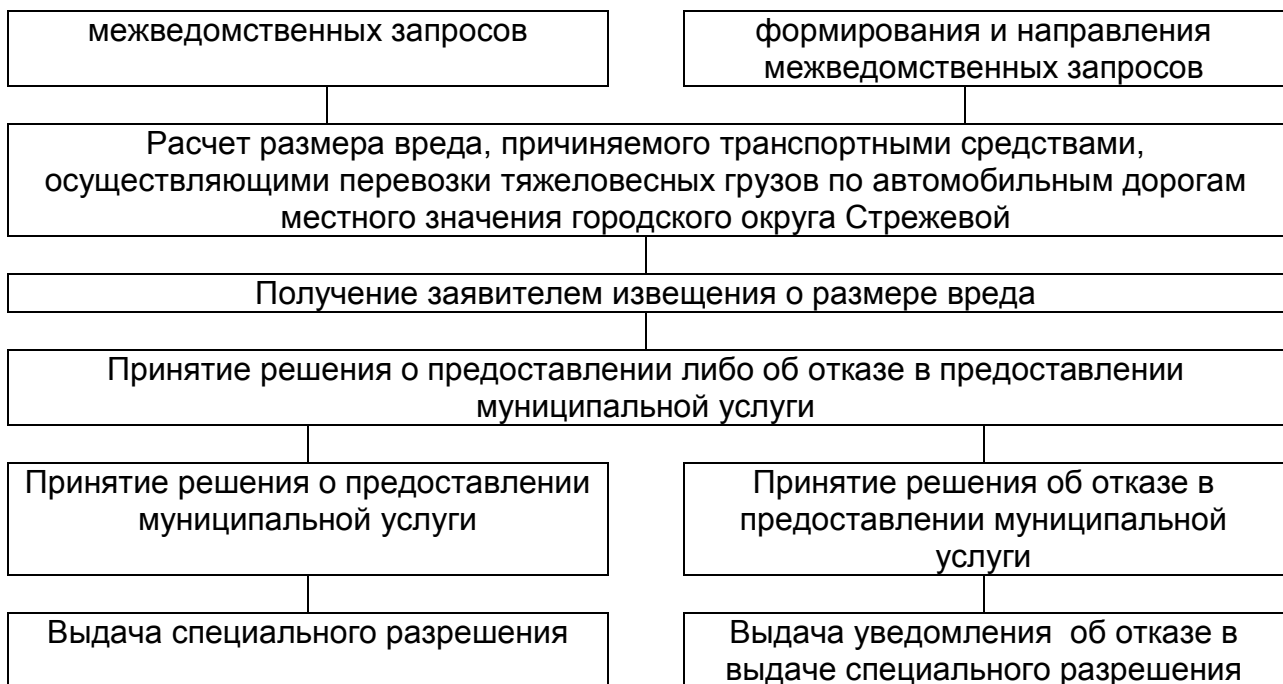 межведомственных запросов
формирования и направления
межведомственных запросов
Расчет размера вреда, причиняемого транспортными средствами,
осуществляющими перевозки тяжеловесных грузов по автомобильным дорогам
местного значения городского округа Стрежевой
Получение заявителем извещения о размере вреда
Принятие решения о предоставлении либо об отказе в предоставлении
муниципальной услуги
Принятие решения о предоставлении
муниципальной услуги
Принятие решения об отказе в
предоставлении муниципальной
услуги
Выдача специального разрешения
Выдача уведомления  об отказе в
выдаче специального разрешения